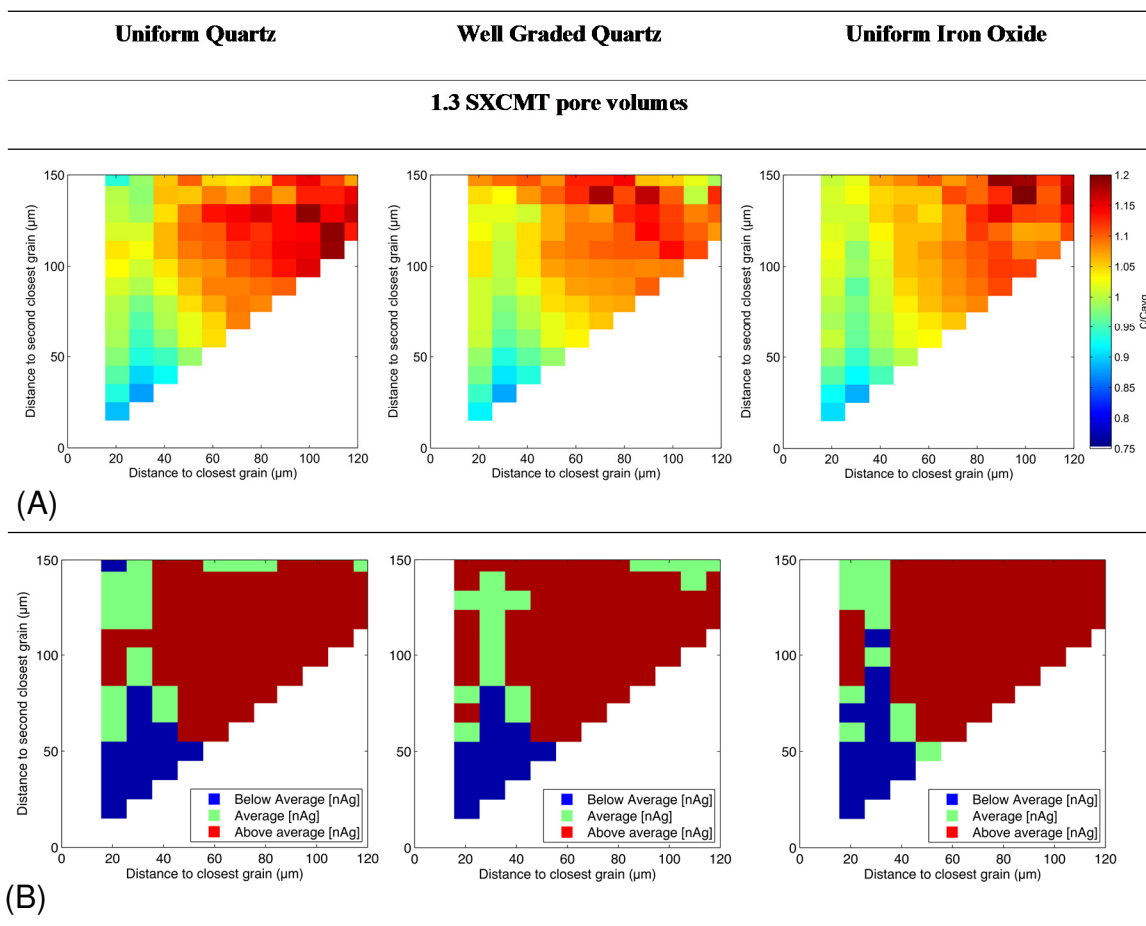 Uniform Quartz Well Graded Quartz Uniform Iron Oxide
1.3 SXCMT pore volumes
150 150 150 1.2
1.15
1.1
100 100 100 1.05
1
0.95
50 50 50 0.9
0.85
0.8
0 0 0 0.75
Distance to second closest grain (µm)
Distance to second closest grain (µm)
Distance to second closest grain (µm)
C/Cavg
0 20 40 60 80 100 120 0 20 40 60 80 100 120 0 20 40 60 80 100 120
Distance to closest grain (µm) Distance to closest grain (µm) Distance to closest grain (µm)
(A)
150 150 150
100 100 100
50 50 50
0 0 0
Distance to second closest grain (µm)
Distance to second closest grain (µm)
Distance to second closest grain (µm)
Below Average [nAg] Below Average [nAg] Below Average [nAg]
Average [nAg] Average [nAg] Average [nAg]
Above average [nAg] Above average [nAg] Above average [nAg]
0 20 40 60 80 100 120 0 20 40 60 80 100 120 0 20 40 60 80 100 120
Distance to closest grain (µm) Distance to closest grain (µm) Distance to closest grain (µm)
(B)